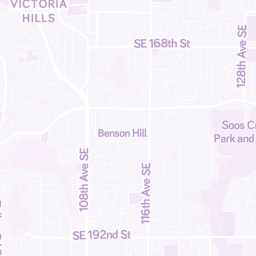 VICTORIA
HILLS
SE 168th St
128th Ave SE
Benson Hill
Soos
Park and
108th Ave SE
116th Ave SE
SE 192nd St